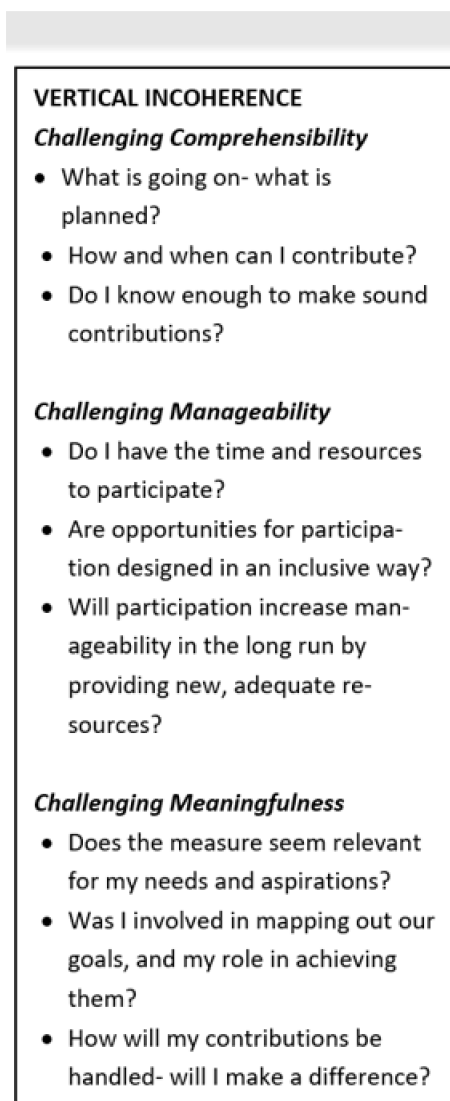 VERTICAL INCOHERENCE
Challenging Comprehensibility
• What is going on- what is
planned?
• How and when can I contribute?
• Do I know enough to make sound
contributions?
Challenging Manageability
• Do I have the time and resources
to participate?
• Are opportunities for participa-
tion designed in an inclusive way?
• Will participation increase man-
ageability in the long run by
providing new, adequate re-
sources?
Challenging Meaningfulness
• Does the measure seem relevant
for my needs and aspirations?
• Was I involved in mapping out our
goals, and my role in achieving
them?
• How will my contributions be
handled- will I make a difference?